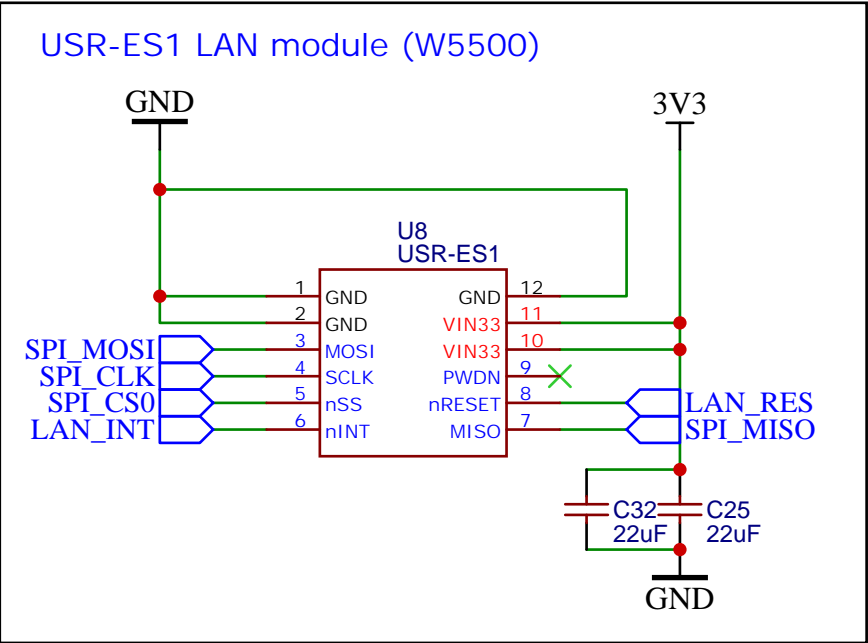 USR-ES1 LAN module (W5500)
GND
3V3
U8
USR-ES1
1 GND
GND 12
2 GND
VIN33 11
SPI_MOSI 3 MOSI
VIN33 10
SPI_CLK 4 SCLK
PWDN 9
SPI_CS0 5 nSS
nRESET 8 LAN_RES
LAN_INT 6 nINT
MISO 7 SPI_MISO
C32
22uF
C25
22uF
GND